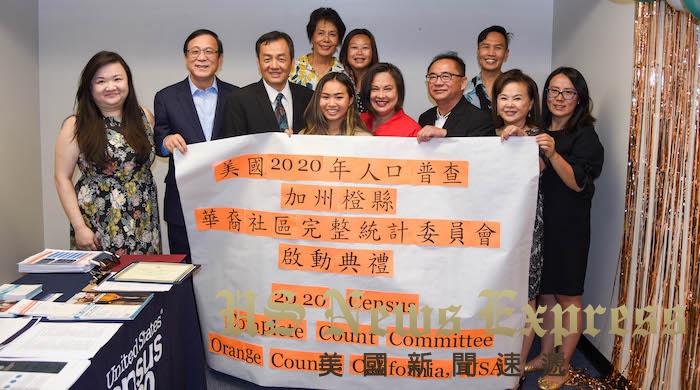 美國2020年人口普查
加州橙縣
華裔社區完整統計委員會
啟動典禮
2020 Census
Complete Count Committee
Orange County California, USA
US News Express
美國新聞速遞
United States
Census